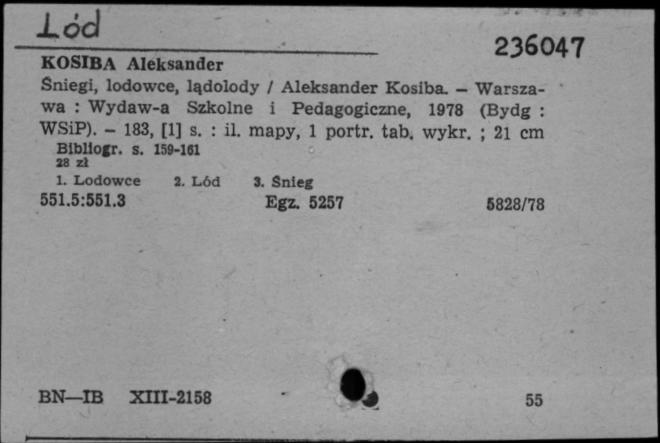 Lód
236047
KOSIBA Aleksander
Śniegi, lodowce, lądolody / Aleksander Kosiba. — Warsza-
wa : Wydaw-a Szkolne i Pedagogiczne, 1978 (Bydg :
WSiP). — 183, [1] s. : il. mapy, 1 portr. tab. wykr. ; 21 cm
Bibliogr. s. 159-161
28 zł
1. Lodowce 2. Lód 3. Śnieg
551.5:551.3 Egz. 5257 5828/78
BN—IB XIII-2158 55